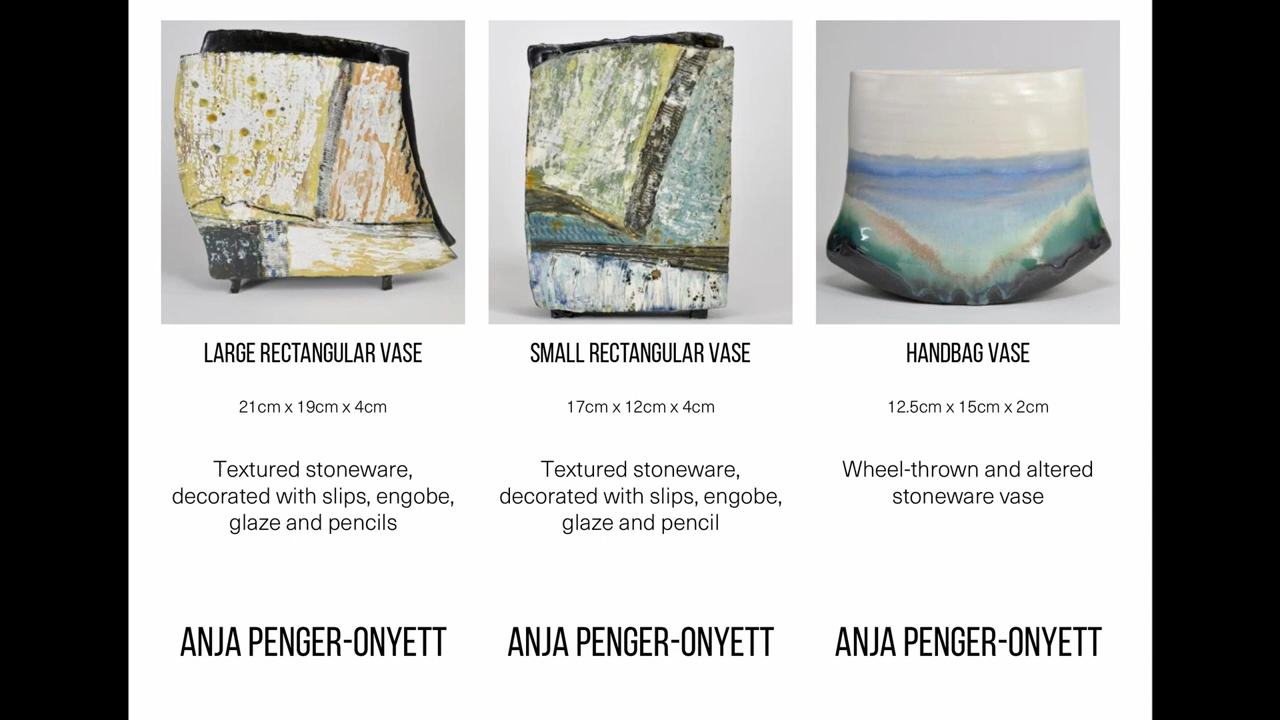 LARGE RECTANGULAR VASE
21cm x 19cm x 4cm
Textured stoneware,
decorated with slips, engobe,
glaze and pencils
ANJA PENGER-ONYETT
SMALL RECTANGULAR VASE
17cm x 12cm x 4cm
Textured stoneware,
decorated with slips, engobe,
glaze and pencil
ANJA PENGER-ONYETT
HANDBAG VASE
12.5cm x 15cm x 2cm
Wheel-thrown and altered
stoneware vase
ANJA PENGER-ONYETT